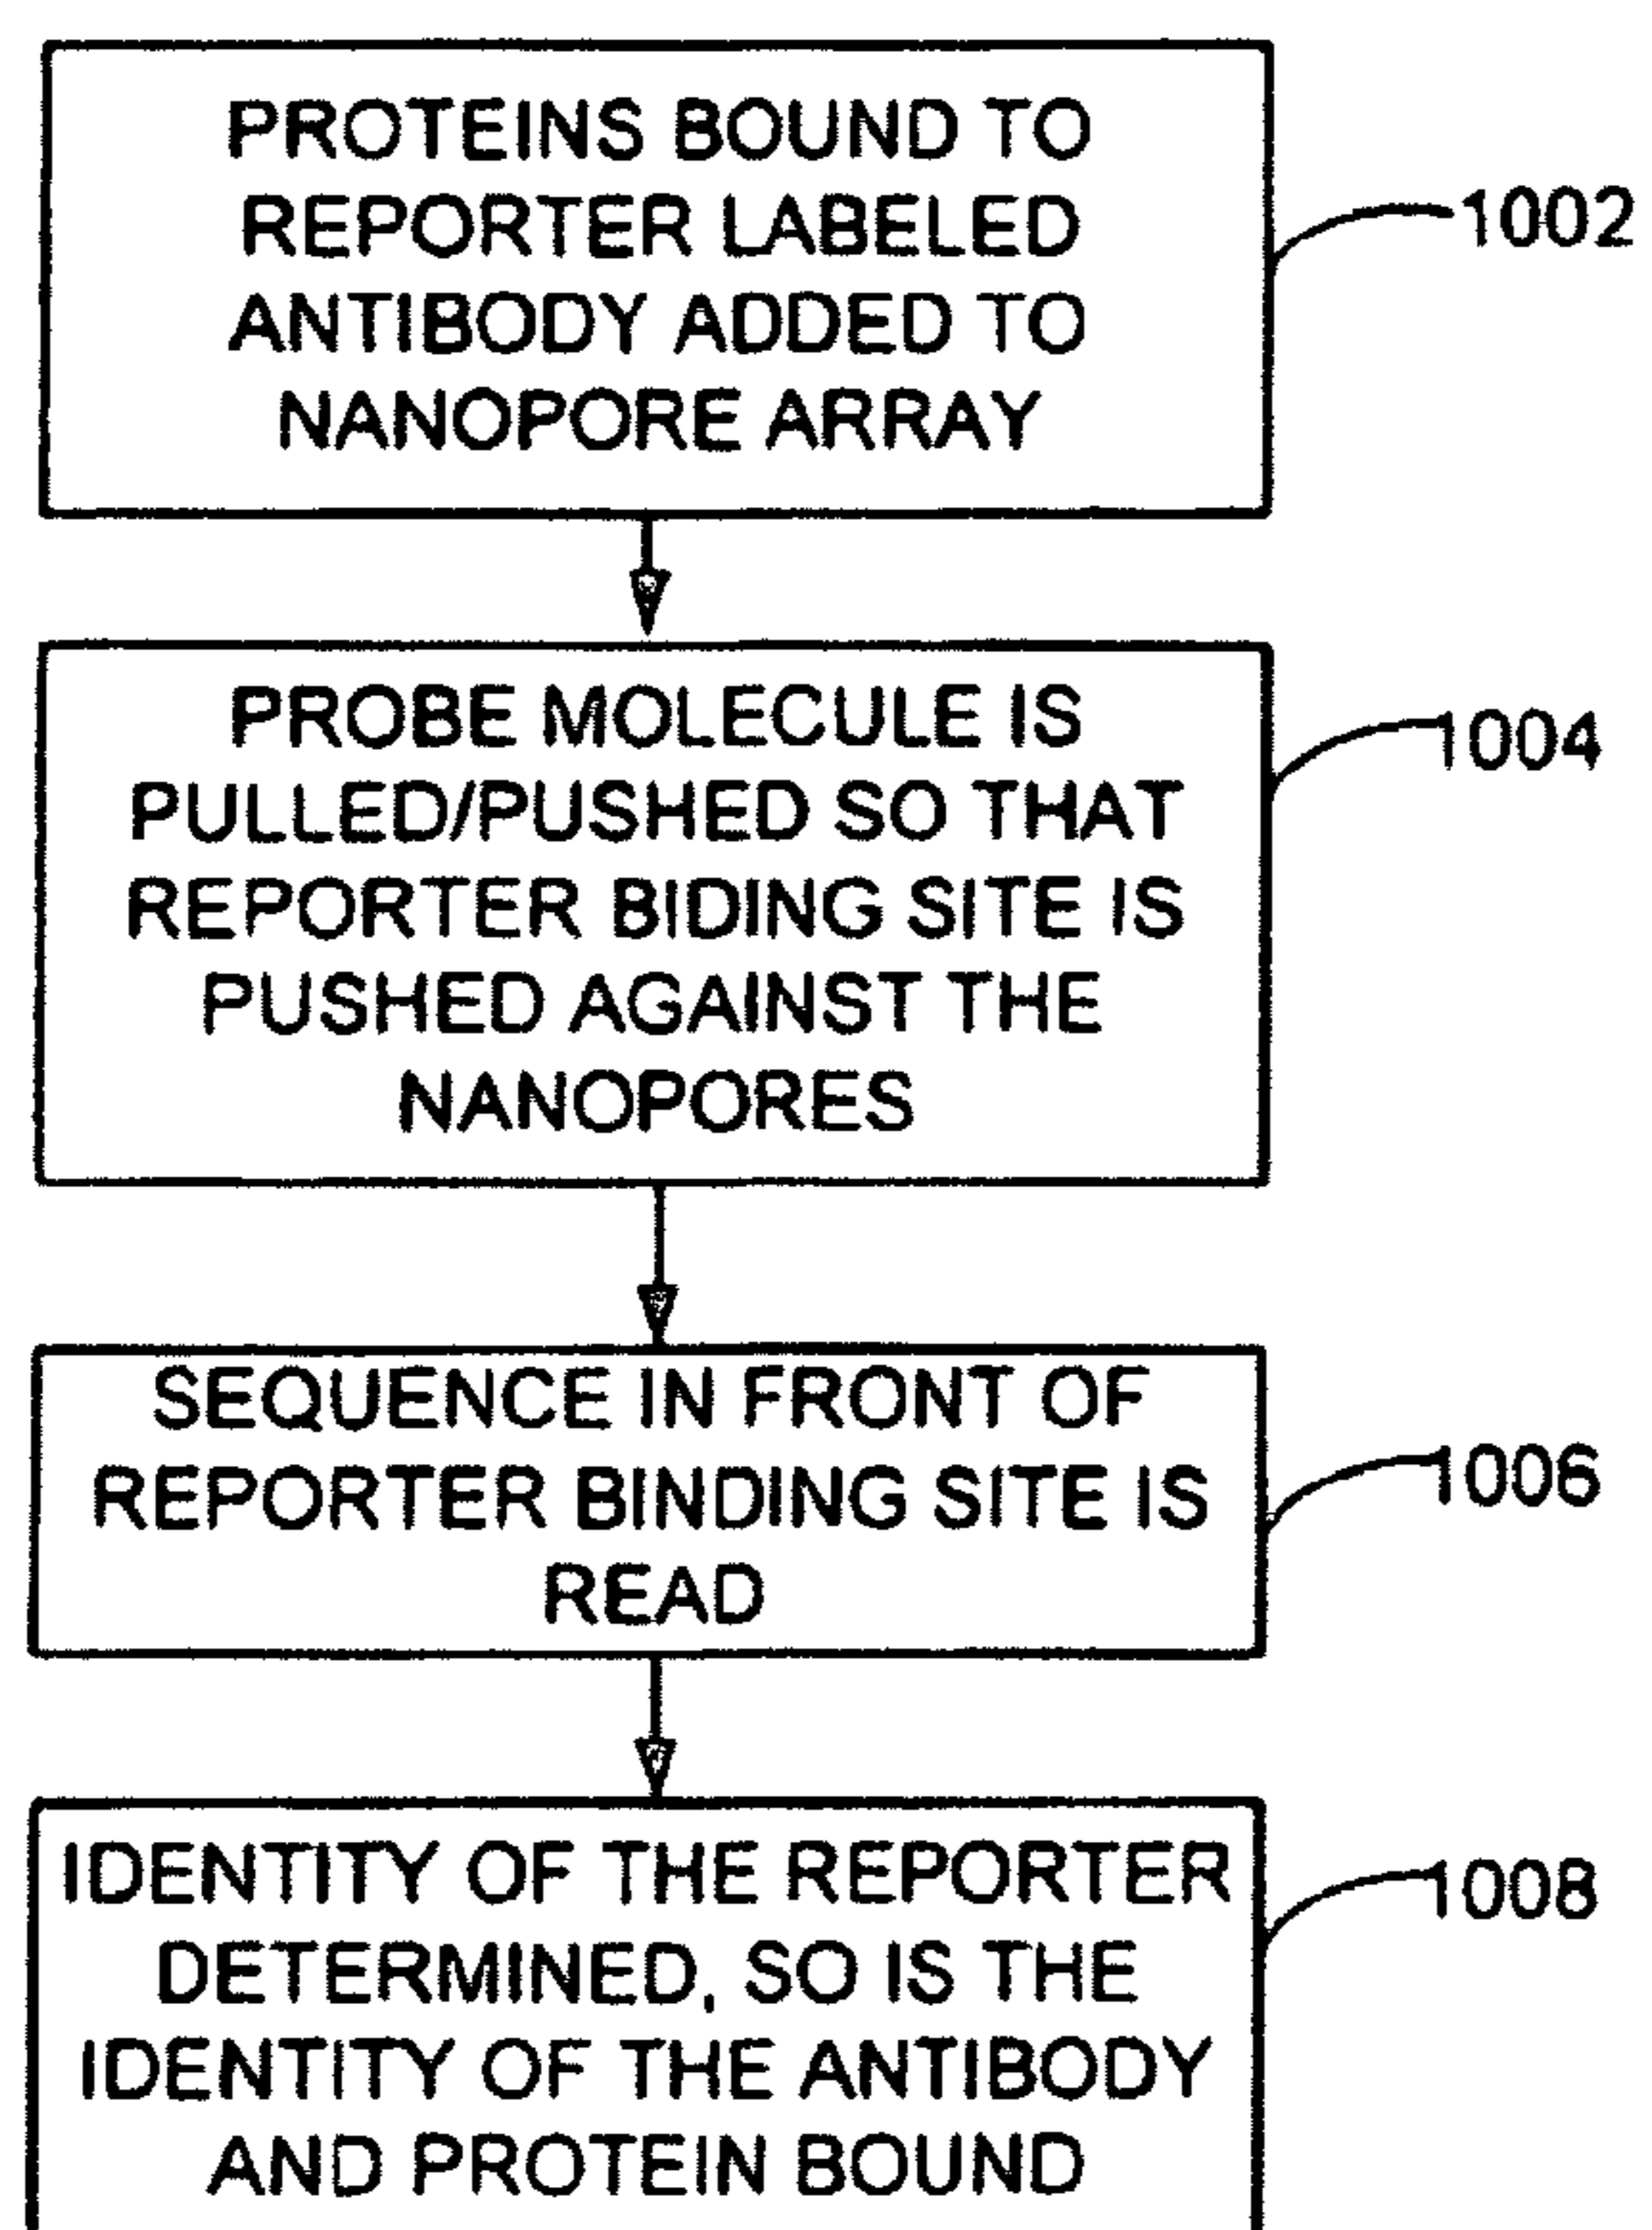 PROTEINS BOUND TO
REPORTER LABELED
ANTIBODY ADDED TO
NANOPORE ARRAY
1002
PROBE MOLECULE IS
PULLED/PUSHED SO THAT
REPORTER BIDING SITE IS
PUSHED AGAINST THE
NANOPORES
1004
SEQUENCE IN FRONT OF
REPORTER BINDING SITE IS
READ
1006
IDENTITY OF THE REPORTER
DETERMINED, SO IS THE
IDENTITY OF THE ANTIBODY
AND PROTEIN BOUND
1008